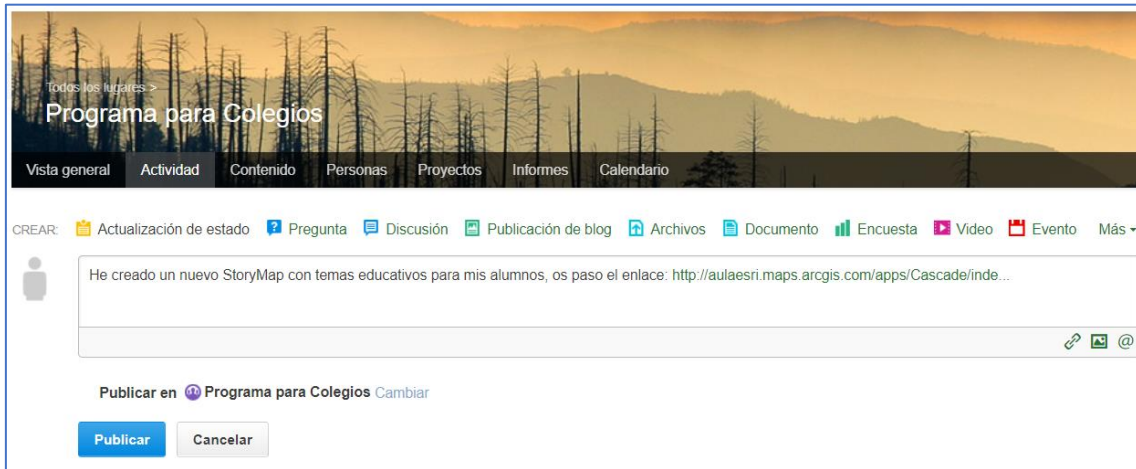 Todos los lugares >
Programa para Colegios
Vista general Actividad Contenido Personas Proyectos Informes Calendario
CREAR: Actualización de estado Pregunta Discusión Publicación de blog Archivos Documento Encuesta Video Evento Más
He creado un nuevo StoryMap con temas educativos para mis alumnos, os paso el enlace: http://aulaesri.maps.arcgis.com/apps/Cascade/inde...
@
Publicar en Programa para Colegios Cambiar
Publicar Cancelar